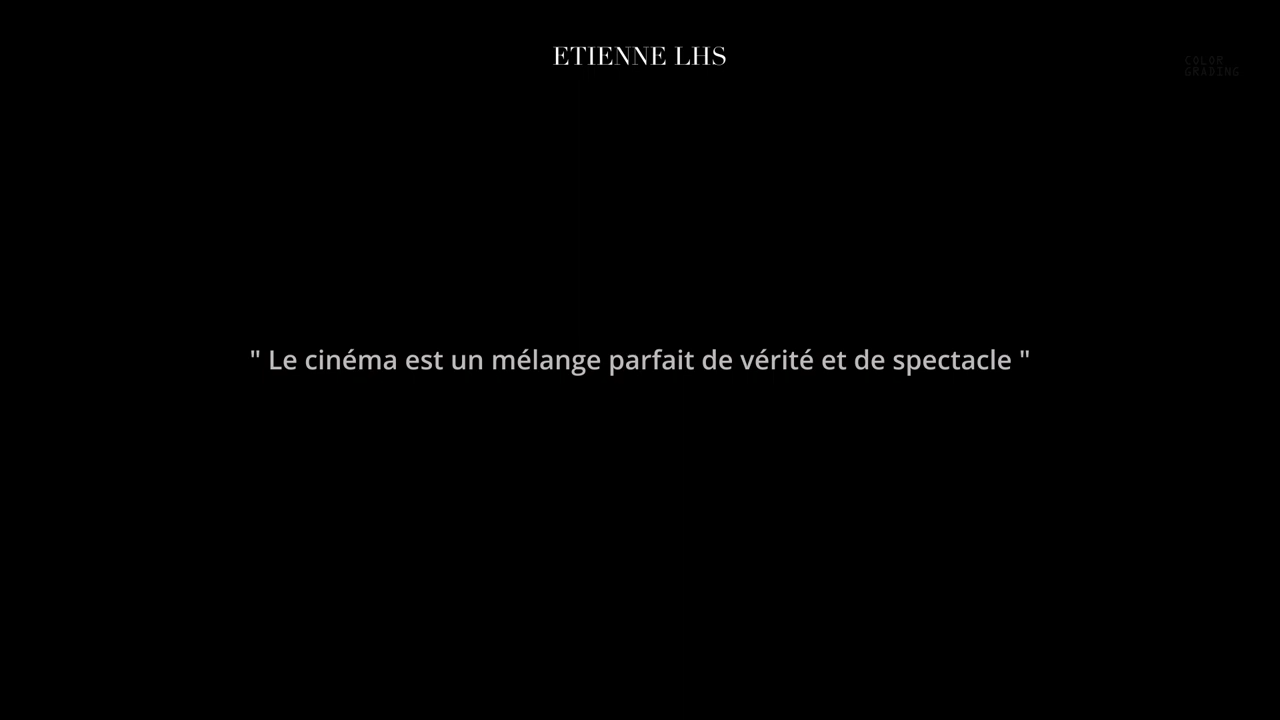 ETIENNE LHS
COLOR
GRADING
" Le cinéma est un mélange parfait de vérité et de spectacle "